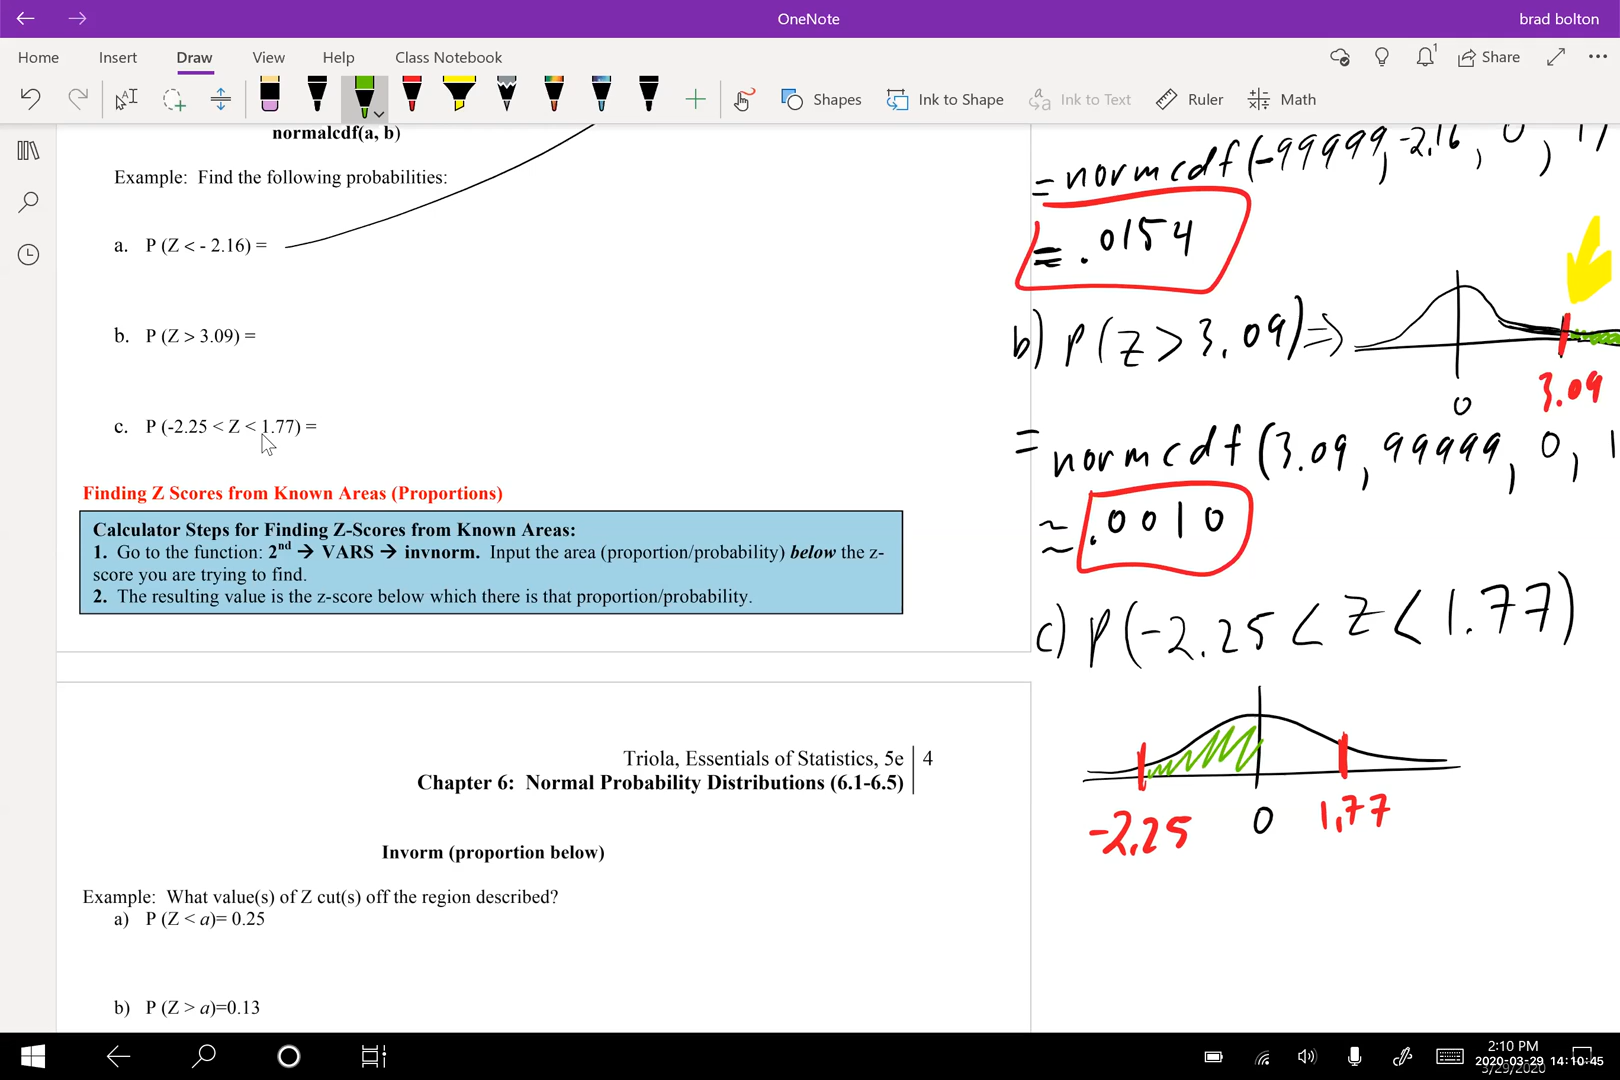 OneNote
brad bolton
Home Insert Draw View Help Class Notebook
1 Share
Shapes Ink to Shape Ink to Text Ruler Math
normalcdf(a, b)
Example: Find the following probabilities:
a. P (Z < - 2.16) =
b. P (Z > 3.09) =
c. P (-2.25 < Z < 1.77) =
Finding Z Scores from Known Areas (Proportions)
Calculator Steps for Finding Z-Scores from Known Areas:
1. Go to the function: 2nd → VARS → invnorm. Input the area (proportion/probability) below the z-
score you are trying to find.
2. The resulting value is the z-score below which there is that proportion/probability.
Triola, Essentials of Statistics, 5e | 4
Chapter 6: Normal Probability Distributions (6.1-6.5)
Invorm (proportion below)
Example: What value(s) of Z cut(s) off the region described?
a) P (Z < a)= 0.25
b) P (Z > a)=0.13
= normcdf(-99999, -2.16, 0, 1)
= .0154
b) P(Z > 3.09) ⇒
0 3.09
= normcdf(3.09, 99999, 0, 1
≈ .0010
c) P(-2.25 < Z < 1.77)
-2.25 0 1.77
2:10 PM
2020-03-29 14:10:45
3/29/2020